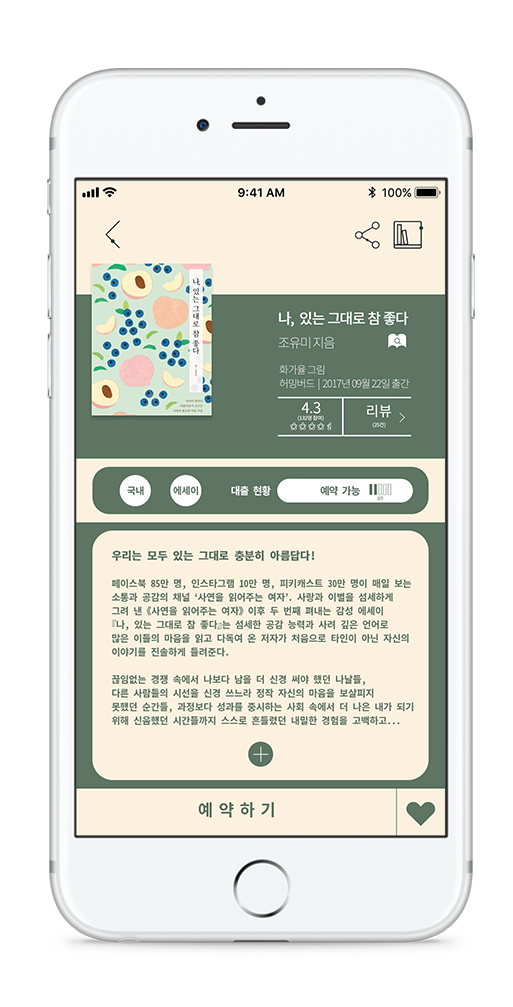 9:41 AM
100%
나, 있는 그대로 참 좋다
나, 있는 그대로 참 좋다
조유미 지음
화가율 그림
허밍버드 | 2017년 09월 22일 출간
4.3
(132명 참여)
리뷰
(25건)
국내
에세이
대출 현황
예약 가능
2/5
우리는 모두 있는 그대로 충분히 아름답다!
페이스북 85만 명, 인스타그램 10만 명, 피키캐스트 30만 명이 매일 보는
소통과 공감의 채널 ‘사연을 읽어주는 여자’. 사랑과 이별을 섬세하게
그려 낸 《사연을 읽어주는 여자》 이후 두 번째 펴내는 감성 에세이
『나, 있는 그대로 참 좋다』는 섬세한 공감 능력과 사려 깊은 언어로
많은 이들의 마음을 읽고 다독여 온 저자가 처음으로 타인이 아닌 자신의
이야기를 진솔하게 들려준다.
끊임없는 경쟁 속에서 나보다 남을 더 신경 써야 했던 나날들,
다른 사람들의 시선을 신경 쓰느라 정작 자신의 마음을 보살피지
못했던 순간들, 과정보다 성과를 중시하는 사회 속에서 더 나은 내가 되기
위해 신음했던 시간들까지 스스로 흔들렸던 내밀한 경험을 고백하고...
예약하기